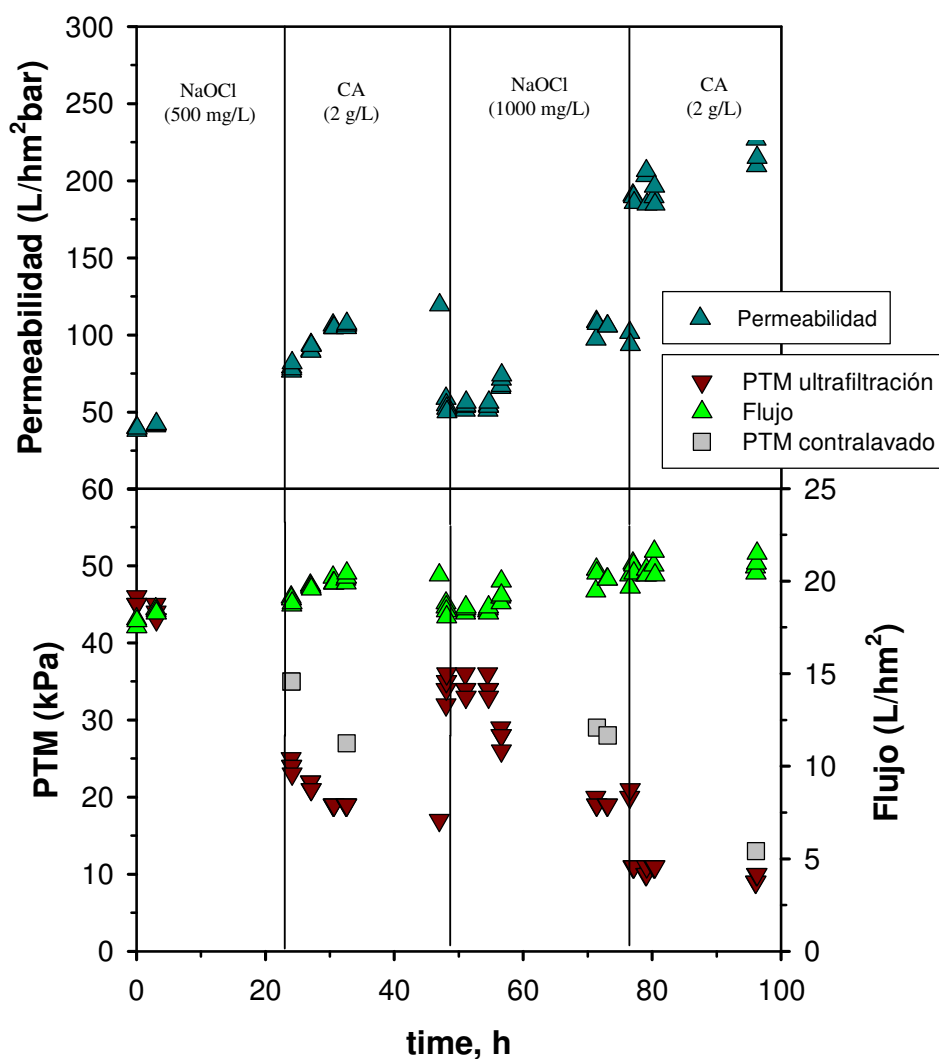 300
250
200
150
100
50
Permeabilidad (L/hm²bar)
NaOCl
(500 mg/L)
CA
(2 g/L)
NaOCl
(1000 mg/L)
CA
(2 g/L)
Permeabilidad
PTM ultrafiltración
Flujo
PTM contralavado
60
50
40
30
20
10
0
PTM (kPa)
25
20
15
10
5
0
Flujo (L/hm²)
0 20 40 60 80 100
time, h